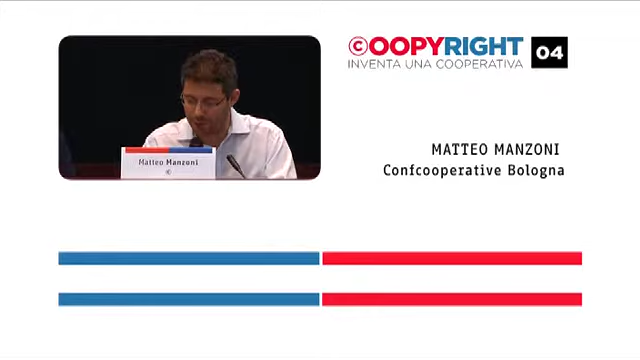 ©OOPYRIGHT
INVENTA UNA COOPERATIVA
04
MATTEO MANZONI
Confcooperative Bologna
Matteo Manzoni